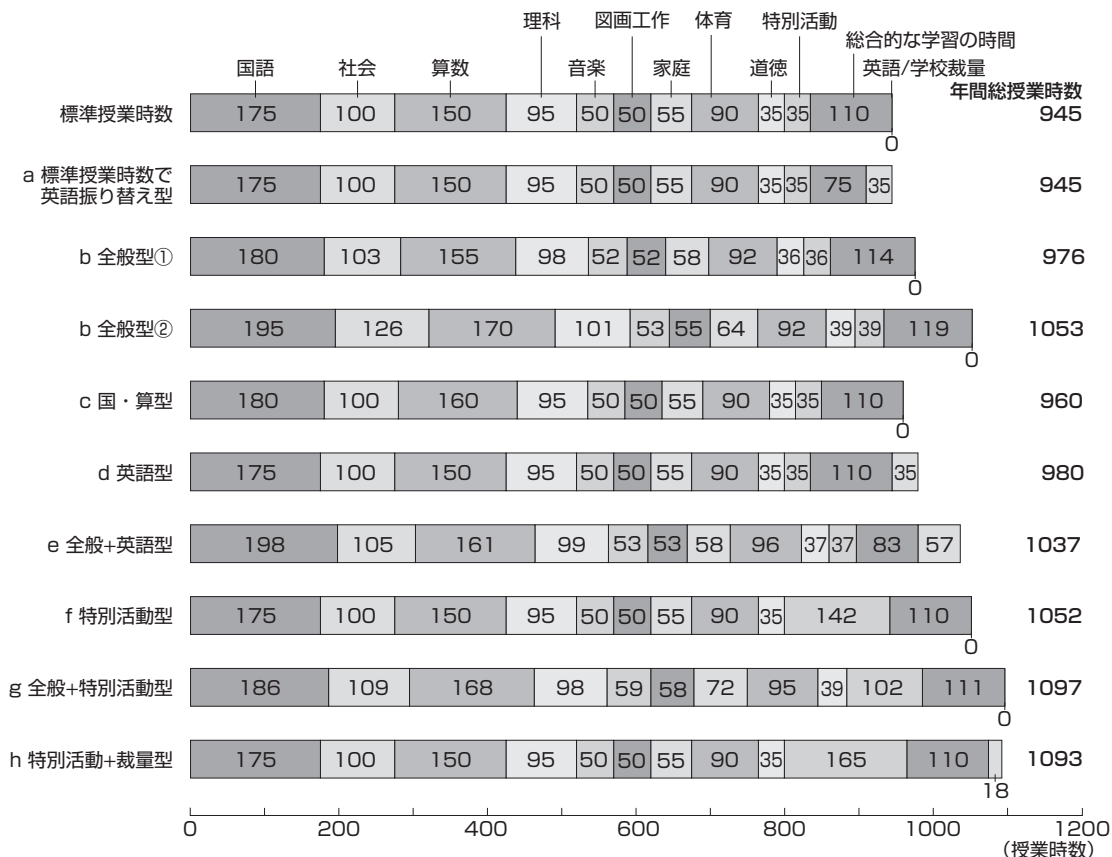 理科 図画工作 体育 特別活動
総合的な学習の時間
国語 社会 算数 音楽 家庭 道徳 英語/学校裁量
年間総授業時数
標準授業時数 175 100 150 95 50 50 55 90 35 35 110 945
0
a 標準授業時数で
英語振り替え型 175 100 150 95 50 50 55 90 35 35 75 35 945
b 全般型① 180 103 155 98 52 52 58 92 36 36 114 976
0
b 全般型② 195 126 170 101 53 55 64 92 39 39 119 1053
0
c 国・算型 180 100 160 95 50 50 55 90 35 35 110 960
0
d 英語型 175 100 150 95 50 50 55 90 35 35 110 35 980
e 全般+英語型 198 105 161 99 53 53 58 96 37 37 83 57 1037
f 特別活動型 175 100 150 95 50 50 55 90 35 142 110 1052
0
g 全般+特別活動型 186 109 168 98 59 58 72 95 39 102 111 1097
0
h 特別活動+裁量型 175 100 150 95 50 50 55 90 35 165 110 1093
18
0 200 400 600 800 1000 1200
(授業時数)